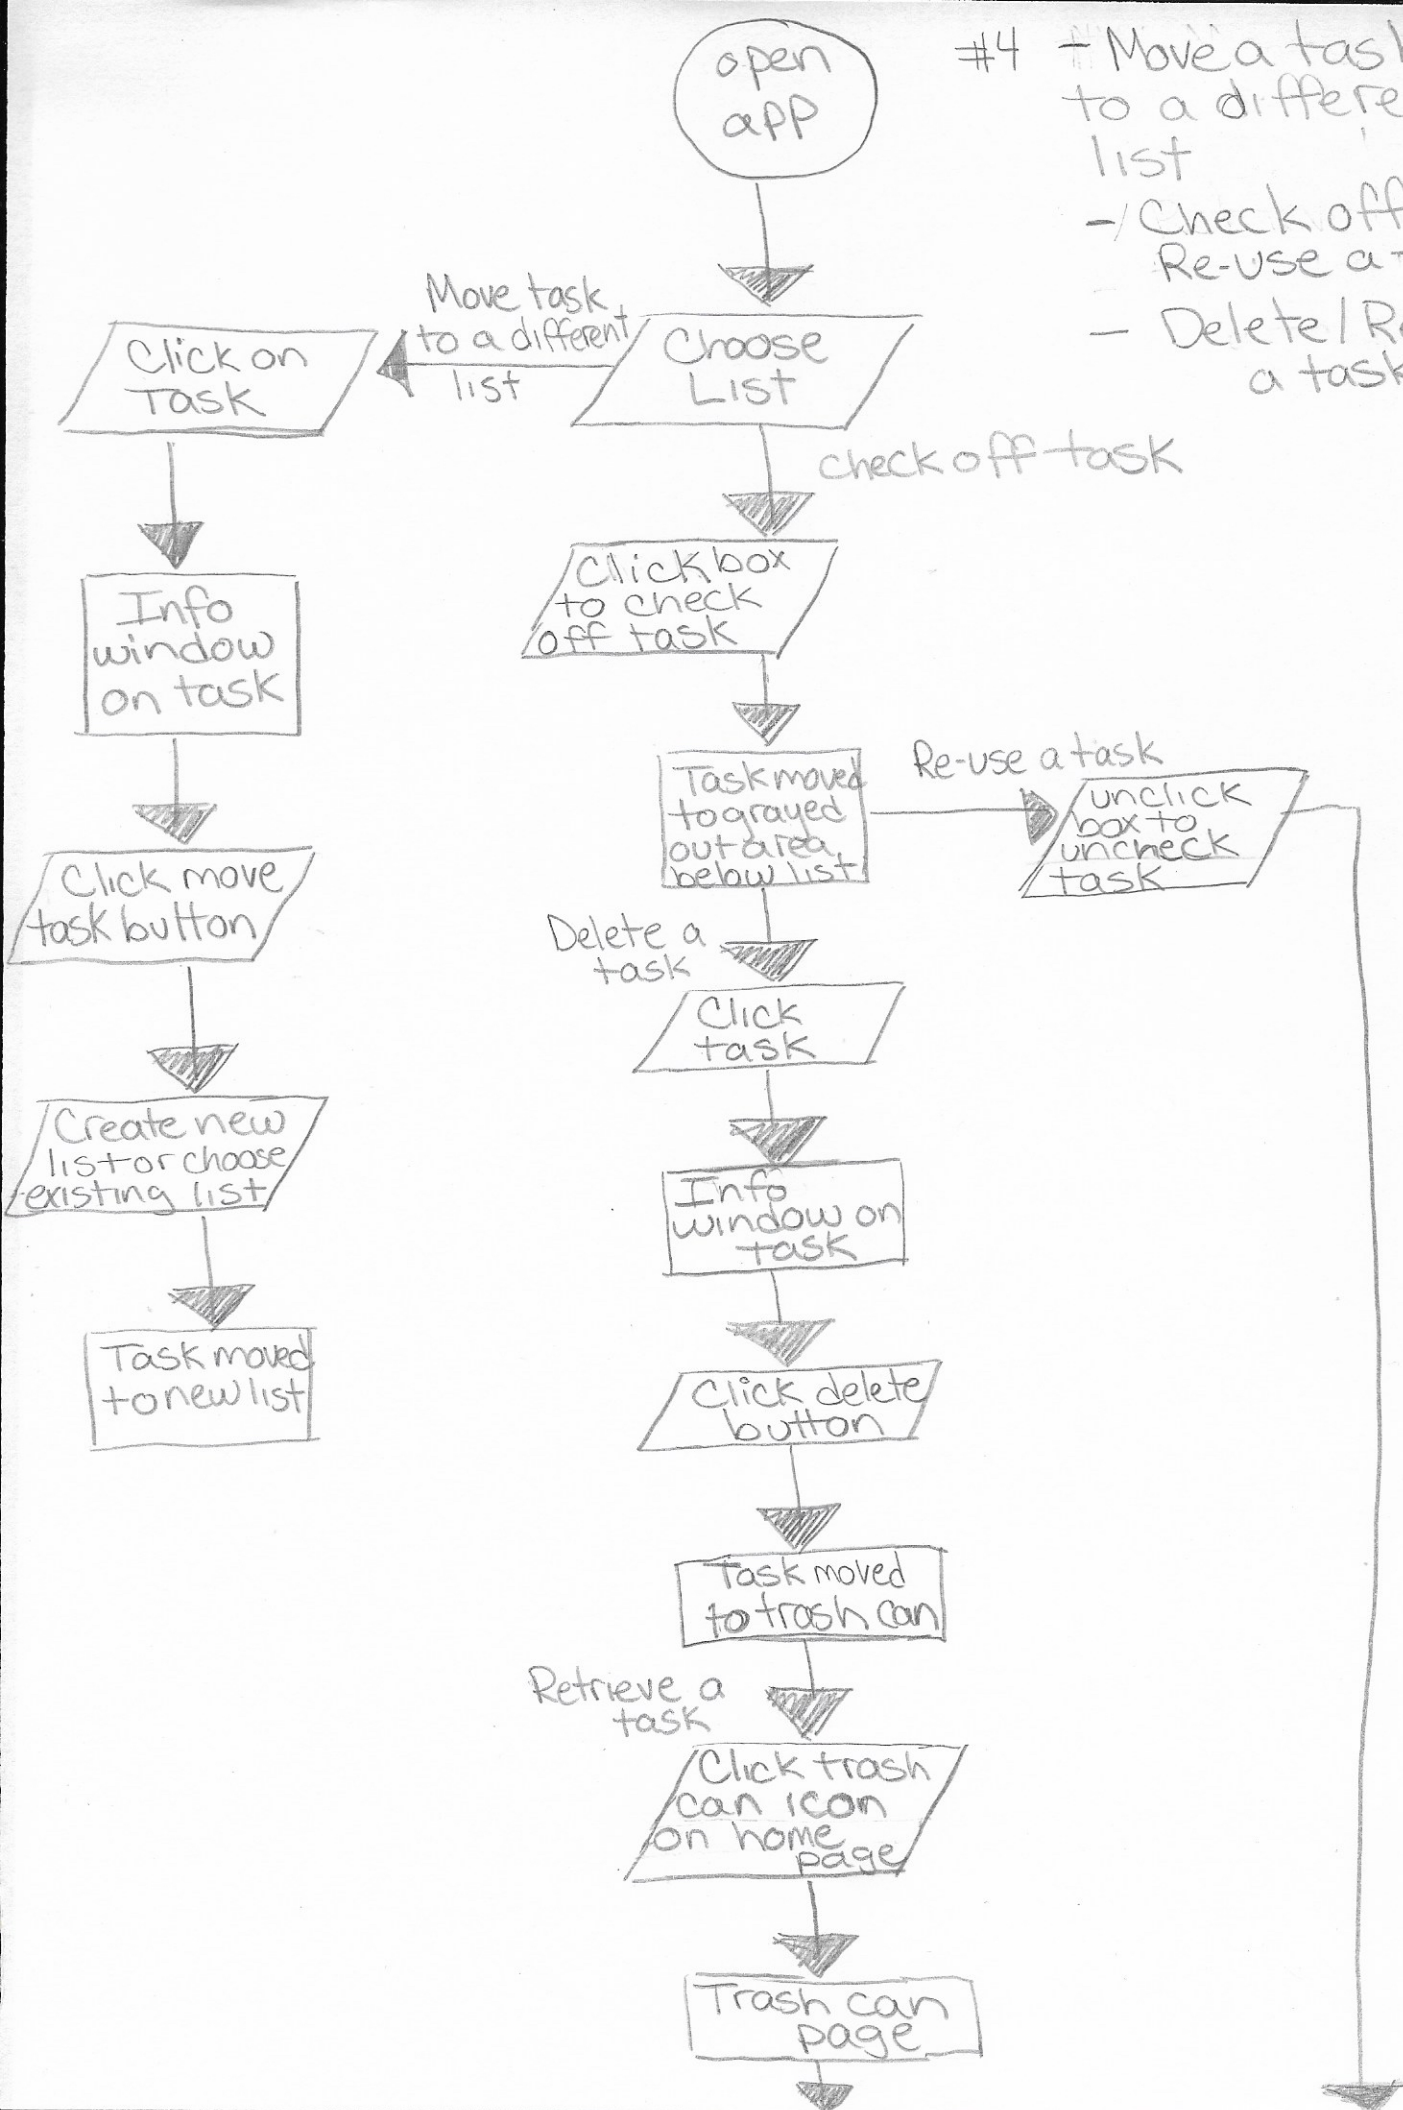 open
app
#4 - Move a task
to a differe
list
- Check off
Re-use a
- Delete/Re
a task
Move task
to a different
list
Click on
Task
Choose
List
check off task
Click box
to check
off task
Info
window
on task
Task moved
to grayed
out area
below list
Re-use a task
unclick
box to
uncheck
task
Click move
task button
Delete a
task
Click
task
Create new
list or choose
existing list
Info
window on
task
Task moved
to new list
Click delete
button
Task moved
to trash can
Retrieve a
task
Click trash
can icon
on home
page
Trash can
page